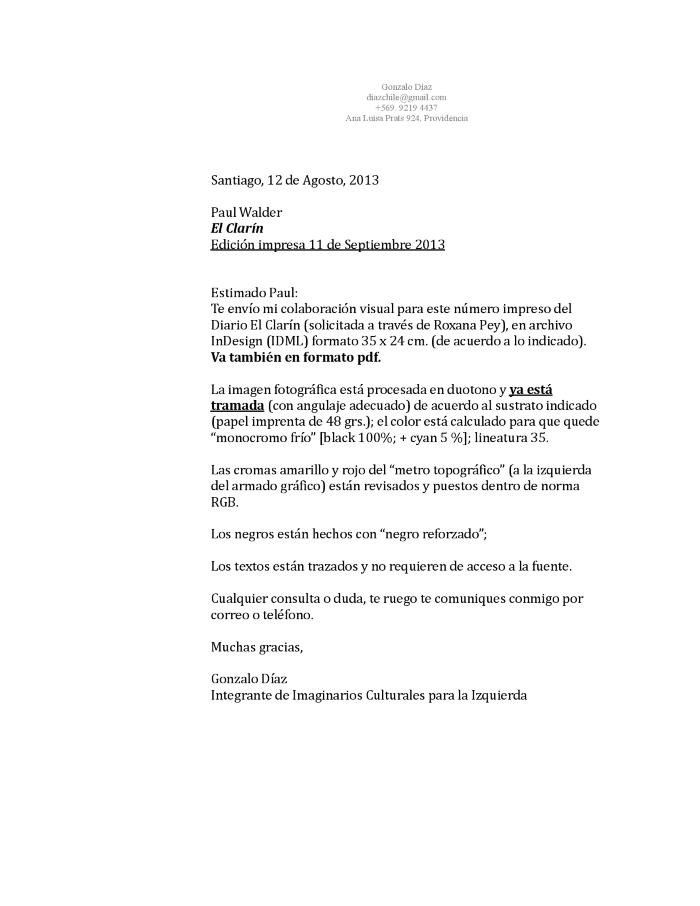 Gonzalo Díaz
diazchile@gmail.com
+569. 9219 4437
Ana Luisa Prats 924, Providencia
Santiago, 12 de Agosto, 2013
Paul Walder
El Clarín
Edición impresa 11 de Septiembre 2013
Estimado Paul:
Te envío mi colaboración visual para este número impreso del
Diario El Clarín (solicitada a través de Roxana Pey), en archivo
InDesign (IDML) formato 35 x 24 cm. (de acuerdo a lo indicado).
Va también en formato pdf.
La imagen fotográfica está procesada en duotono y ya está
tramada (con angulaje adecuado) de acuerdo al sustrato indicado
(papel imprenta de 48 grs.); el color está calculado para que quede
“monocromo frío” [black 100%; + cyan 5 %]; lineatura 35.
Las cromas amarillo y rojo del “metro topográfico” (a la izquierda
del armado gráfico) están revisados y puestos dentro de norma
RGB.
Los negros están hechos con “negro reforzado”;
Los textos están trazados y no requieren de acceso a la fuente.
Cualquier consulta o duda, te ruego te comuniques conmigo por
correo o teléfono.
Muchas gracias,
Gonzalo Díaz
Integrante de Imaginarios Culturales para la Izquierda